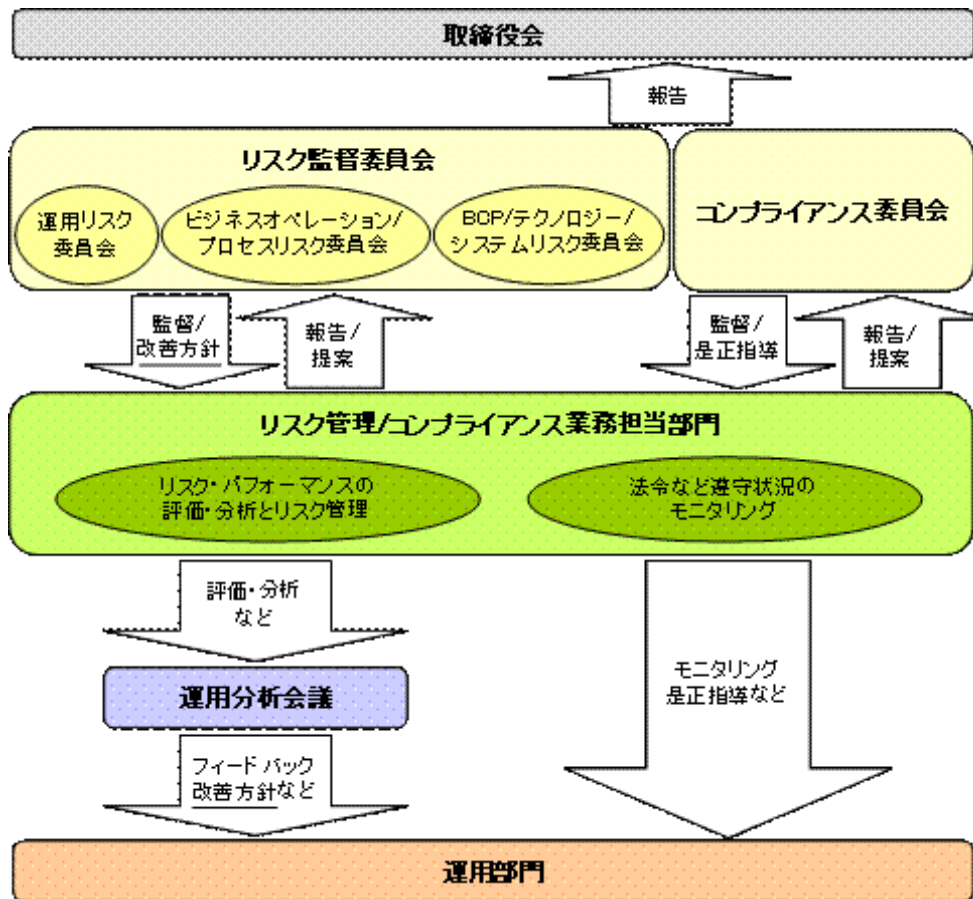 取締役会
報告
リスク監督委員会
運用リスク
委員会
ビジネスオペレーション/
プロセスリスク委員会
BCP/テクノロジー/
システムリスク委員会
コンプライアンス委員会
監督/
改善方針
報告/
提案
監督/
是正指導
報告/
提案
リスク管理/コンプライアンス業務担当部門
リスク・パフォーマンスの
評価・分析とリスク管理
法令など遵守状況の
モニタリング
評価・分析
など
運用分析会議
フィードバック
改善方針など
モニタリング
是正指導など
運用部門